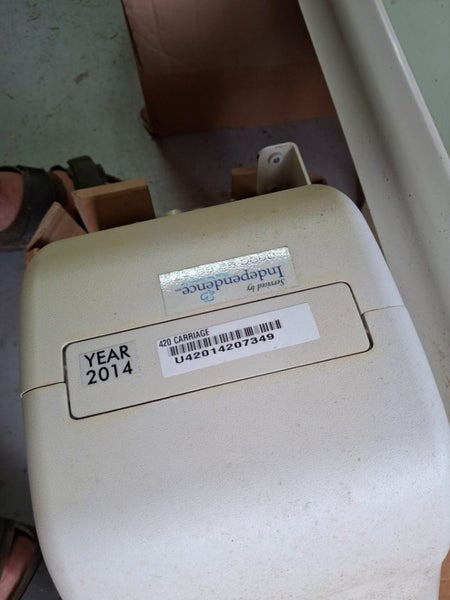 Serviced by
Independence
YEAR
2014
420 CARRIAGE
U42014207349